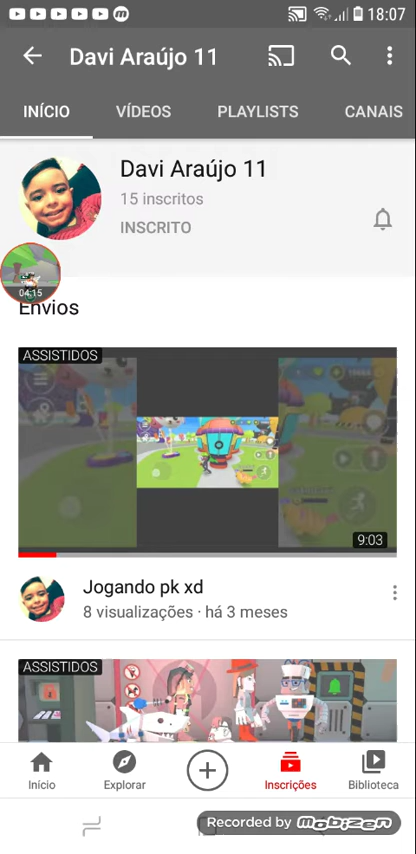 18:07
Davi Araújo 11
INÍCIO VÍDEOS PLAYLISTS CANAIS
Davi Araújo 11
15 inscritos
INSCRITO
04:15
Envios
ASSISTIDOS
9:03
Jogando pk xd
8 visualizações · há 3 meses
ASSISTIDOS
Início Explorar Inscrições Biblioteca
Recorded by mobizen